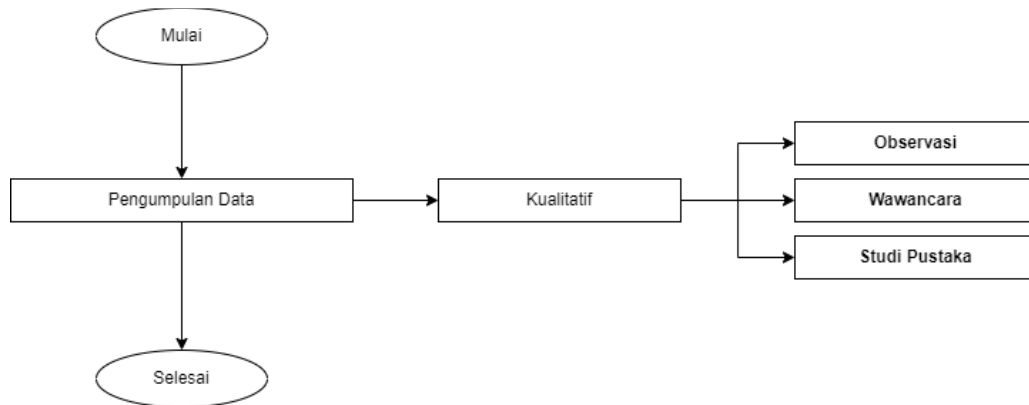 Mulai
Pengumpulan Data
Kualitatif
Observasi
Wawancara
Studi Pustaka
Selesai